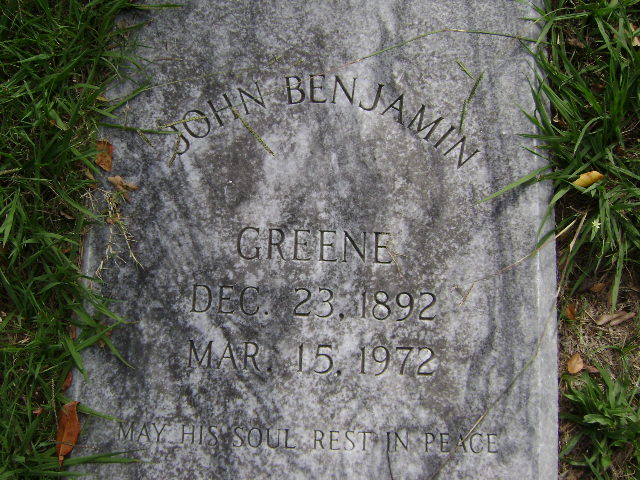 JOHN BENJAMIN
GREENE
DEC. 23, 1892
MAR. 15, 1972
MAY HIS SOUL REST IN PEACE